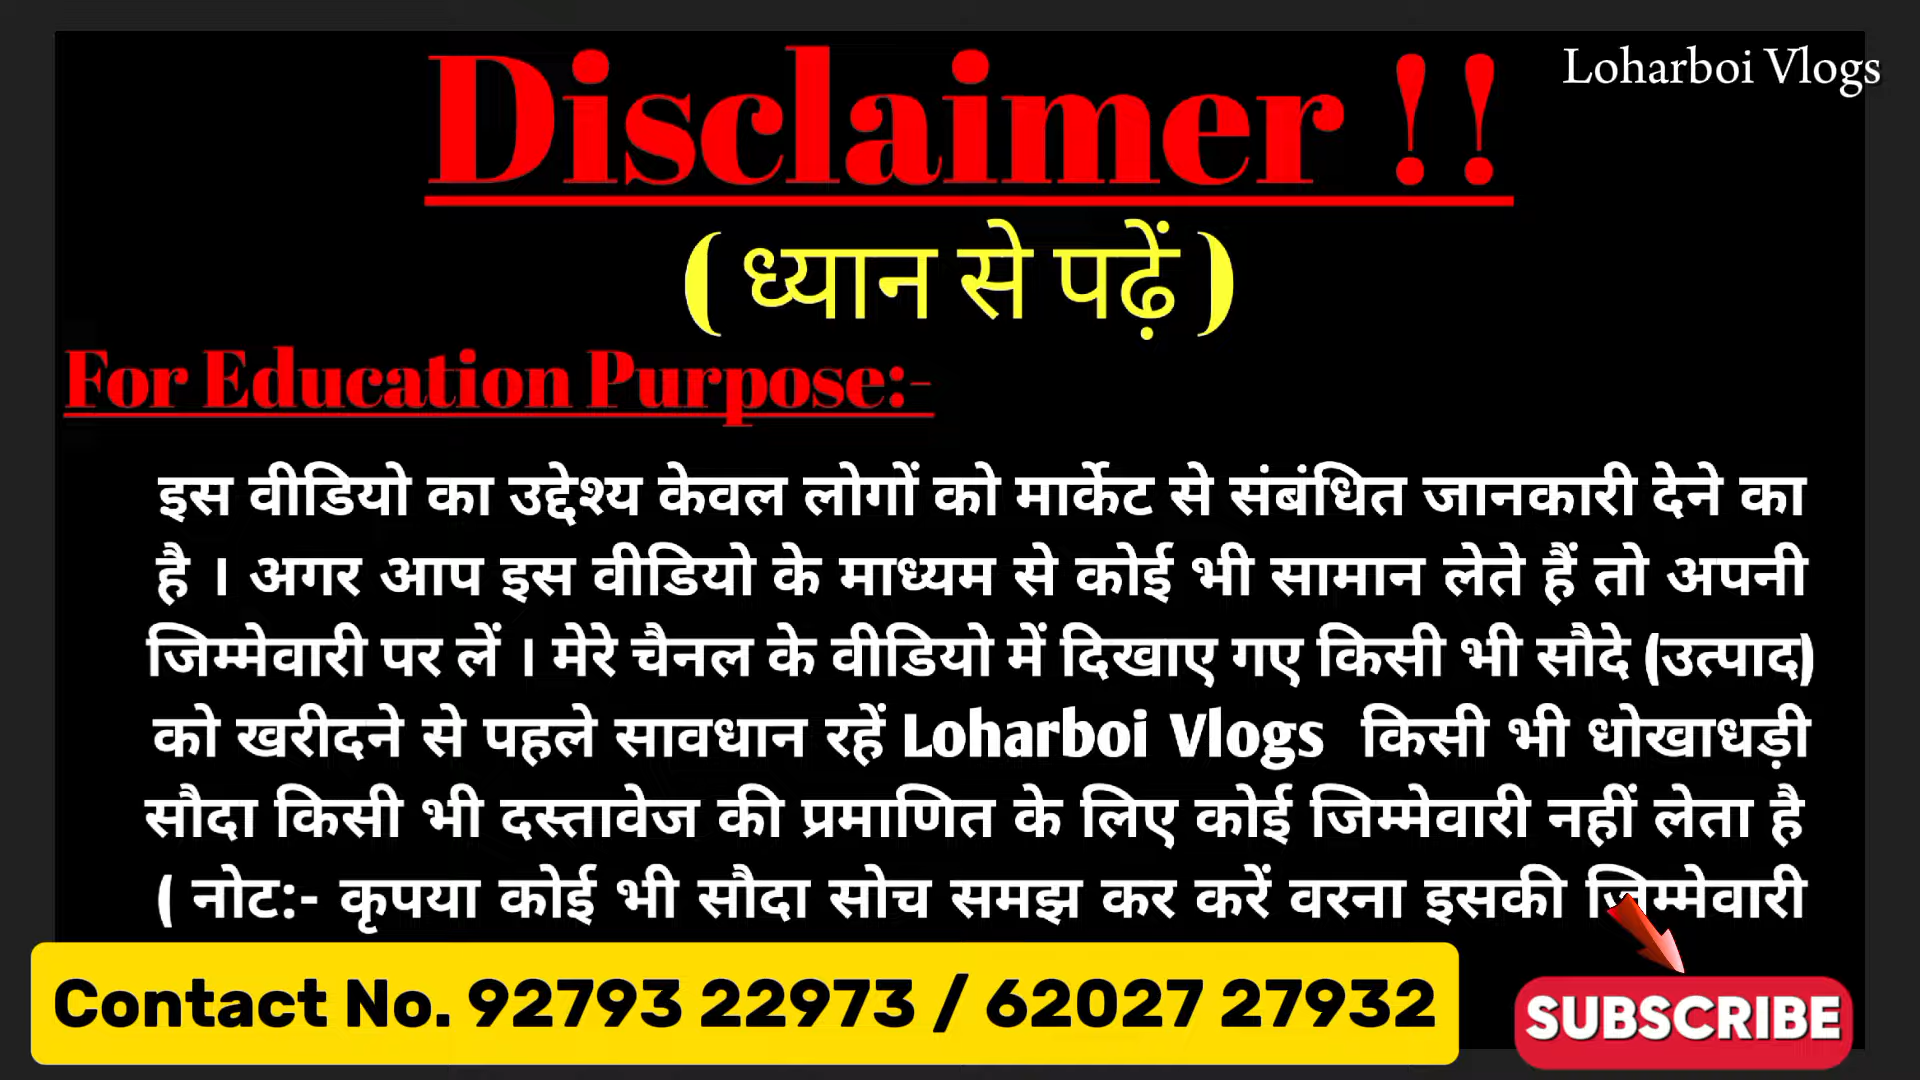 Loharboi Vlogs
Disclaimer !!
( ध्यान से पढ़ें )
For Education Purpose:-
इस वीडियो का उद्देश्य केवल लोगों को मार्केट से संबंधित जानकारी देने का
है । अगर आप इस वीडियो के माध्यम से कोई भी सामान लेते हैं तो अपनी
जिम्मेवारी पर लें । मेरे चैनल के वीडियो में दिखाए गए किसी भी सौदे (उत्पाद)
को खरीदने से पहले सावधान रहें Loharboi Vlogs किसी भी धोखाधड़ी
सौदा किसी भी दस्तावेज की प्रमाणित के लिए कोई जिम्मेवारी नहीं लेता है
( नोट:- कृपया कोई भी सौदा सोच समझ कर करें वरना इसकी जिम्मेवारी
Contact No. 92793 22973 / 62027 27932
SUBSCRIBE